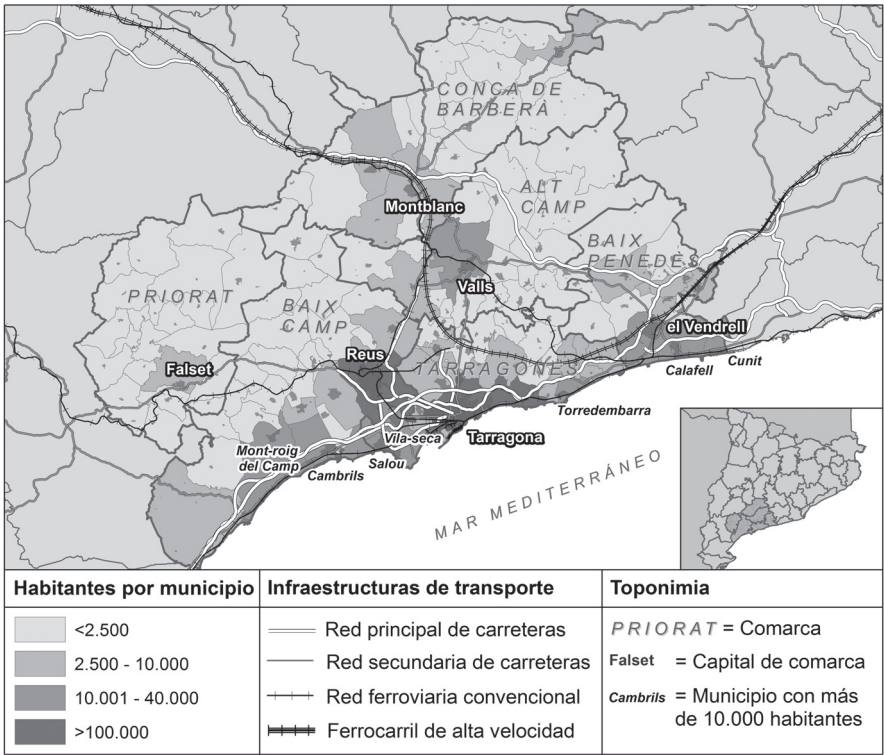 CONCA DE
BARBERÀ
ALT
CAMP
Montblanc
BAIX
PENEDÈS
Valls
PRIORAT
BAIX
CAMP
el Vendrell
Reus
Falset
TARRAGONÈS
Calafell
Cunit
Torredembarra
Vila-seca
Tarragona
Mont-roig
del Camp
Salou
Cambrils
MAR MEDITERRÁNEO
Habitantes por municipio
<2.500
2.500 - 10.000
10.001 - 40.000
>100.000
Infraestructuras de transporte
Red principal de carreteras
Red secundaria de carreteras
Red ferroviaria convencional
Ferrocarril de alta velocidad
Toponimia
PRIORAT = Comarca
Falset = Capital de comarca
Cambrils = Municipio con más
de 10.000 habitantes